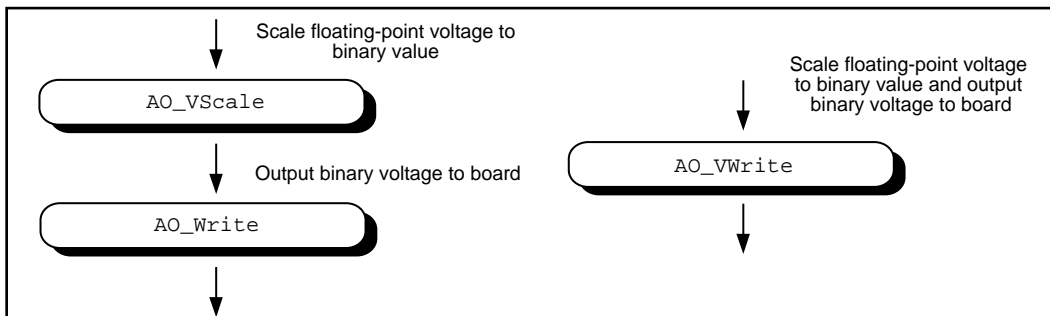 Scale floating-point voltage to
binary value
AO_VScale
Output binary voltage to board
AO_Write
Scale floating-point voltage
to binary value and output
binary voltage to board
AO_VWrite